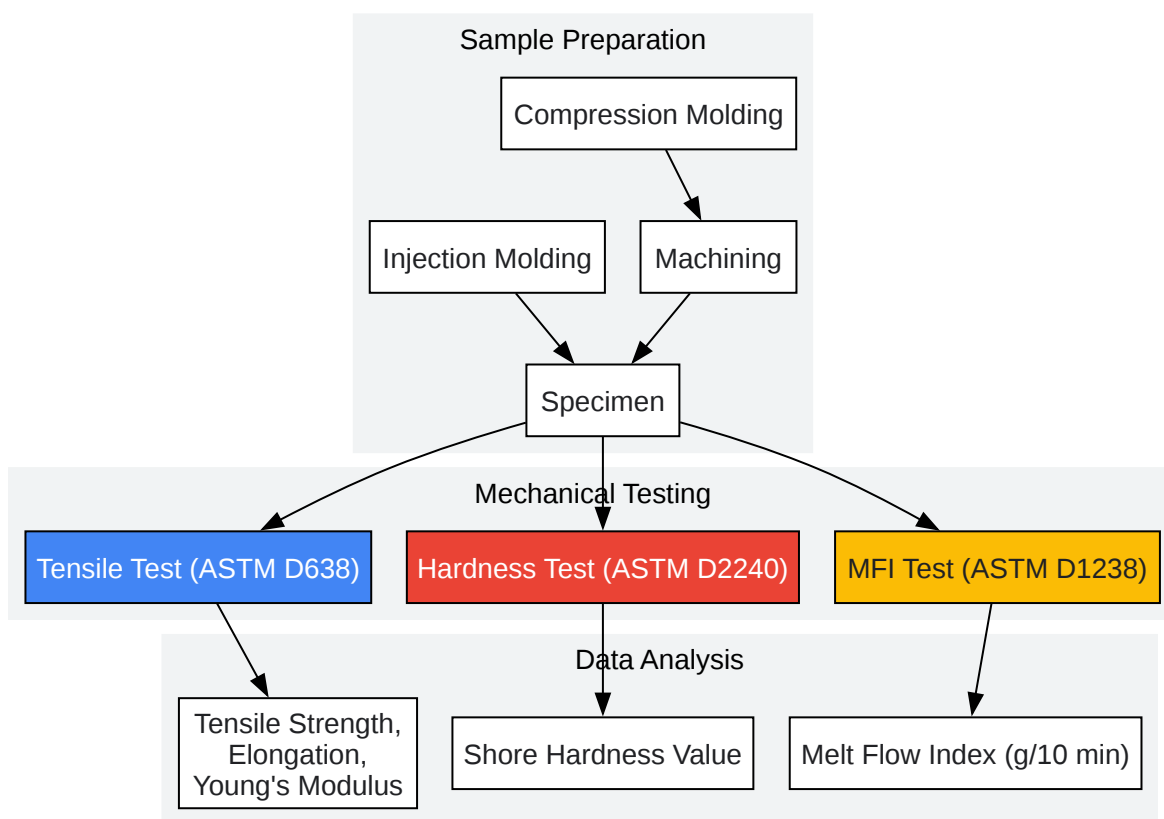 Sample Preparation
Compression Molding
Injection Molding
Machining
Specimen
Mechanical Testing
Tensile Test (ASTM D638)
Hardness Test (ASTM D2240)
MFI Test (ASTM D1238)
Data Analysis
Tensile Strength,
Elongation,
Young's Modulus
Shore Hardness Value
Melt Flow Index (g/10 min)